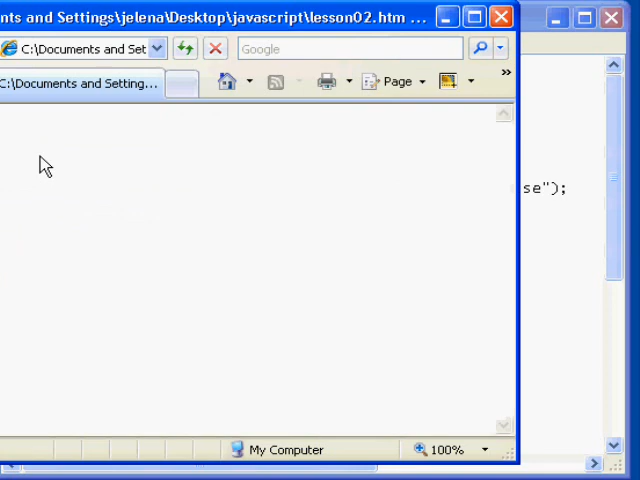 nts and Settings\jelena\Desktop\javascript\lesson02.htm ...
C:\Documents and Set
Google
C:\Documents and Setting...
Page
»
se");
My Computer
100%